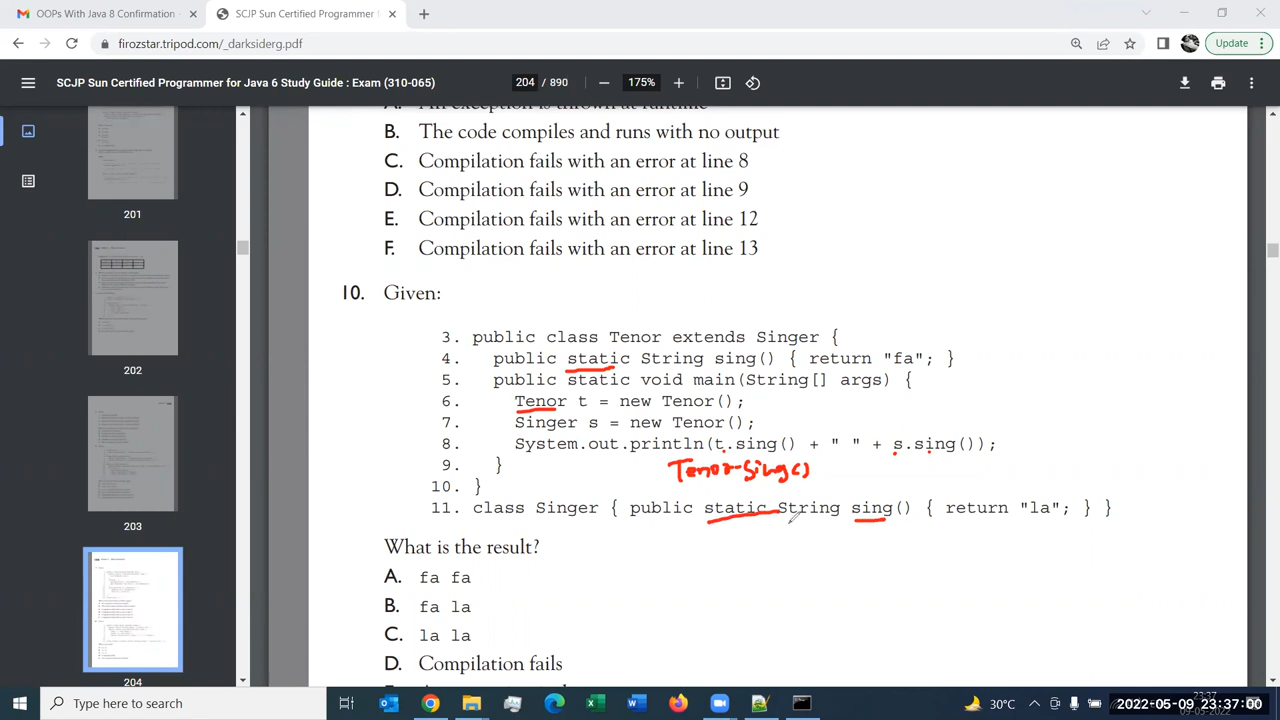 OOPs With Java 8 Confirmation -
SCJP Sun Certified Programmer f
firozstar.tripod.com/_darksiderg.pdf
Update
SCJP Sun Certified Programmer for Java 6 Study Guide : Exam (310-065)
204 / 890
175%
201
202
203
204
B. The code compiles and runs with no output
C. Compilation fails with an error at line 8
D. Compilation fails with an error at line 9
E. Compilation fails with an error at line 12
F. Compilation fails with an error at line 13
10. Given:
3. public class Tenor extends Singer {
4. public static String sing() { return "fa"; }
5. public static void main(String[] args) {
6. Tenor t = new Tenor();
7. Singer s = new Tenor();
8. System.out.println(t.sing() + " " + s.sing());
9. }
Tenor.sing()
10. }
11. class Singer { public static String sing() { return "la"; } }
What is the result?
A. fa fa
B. fa la
C. la la
D. Compilation fails
Type here to search
30°C
23:37
2022-05-09 23:37:00